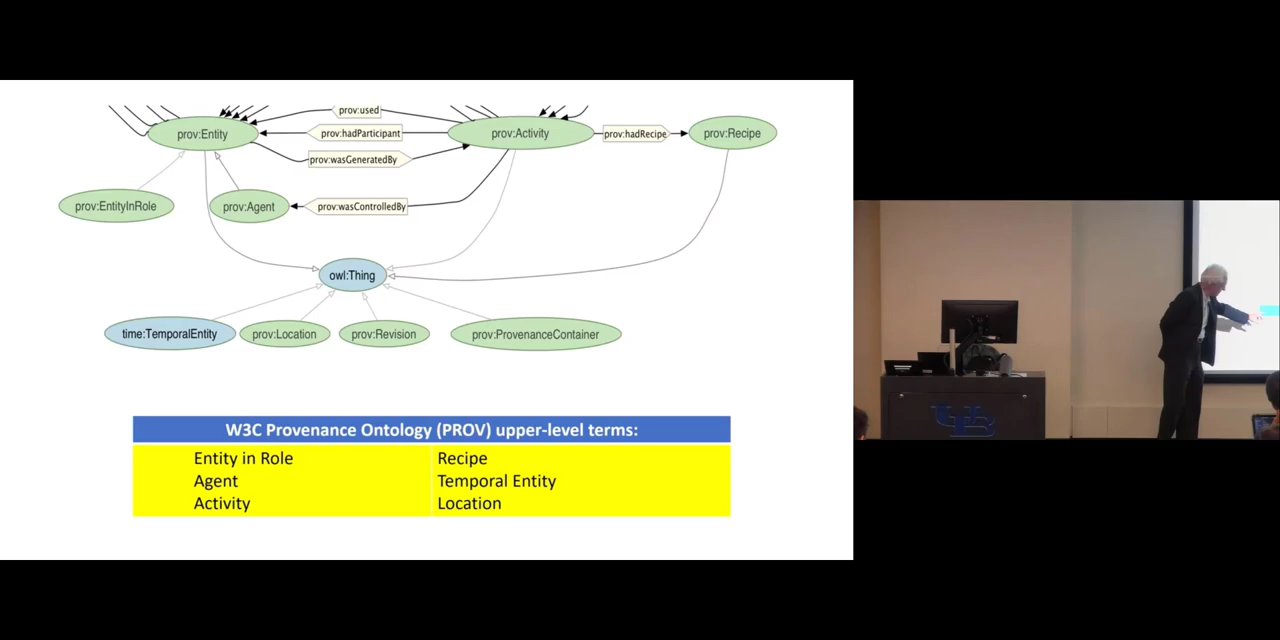 prov:used
prov:Entity
prov:hadParticipant
prov:Activity
prov:hadRecipe
prov:Recipe
prov:wasGeneratedBy
prov:EntityInRole
prov:Agent
prov:wasControlledBy
owl:Thing
time:TemporalEntity
prov:Location
prov:Revision
prov:ProvenanceContainer
W3C Provenance Ontology (PROV) upper-level terms:
Entity in Role
Recipe
Agent
Temporal Entity
Activity
Location
UB